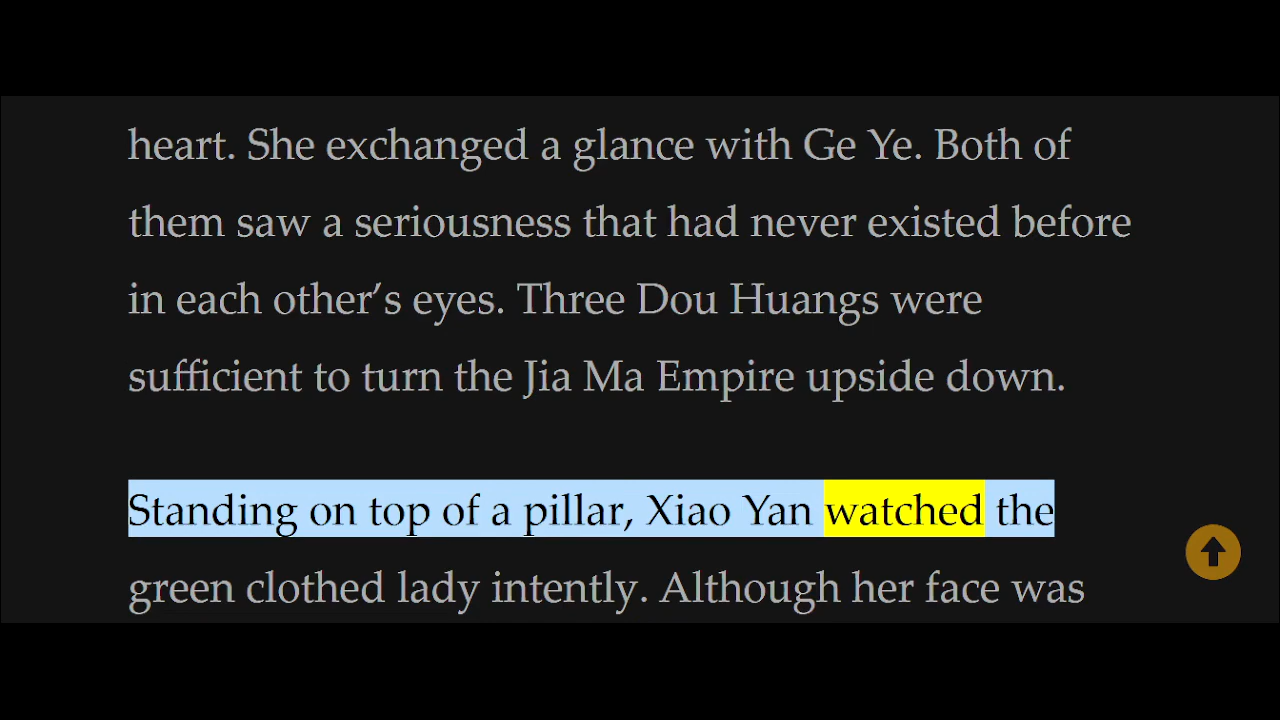 heart. She exchanged a glance with Ge Ye. Both of
them saw a seriousness that had never existed before
in each other’s eyes. Three Dou Huangs were
sufficient to turn the Jia Ma Empire upside down.
Standing on top of a pillar, Xiao Yan watched the
green clothed lady intently. Although her face was